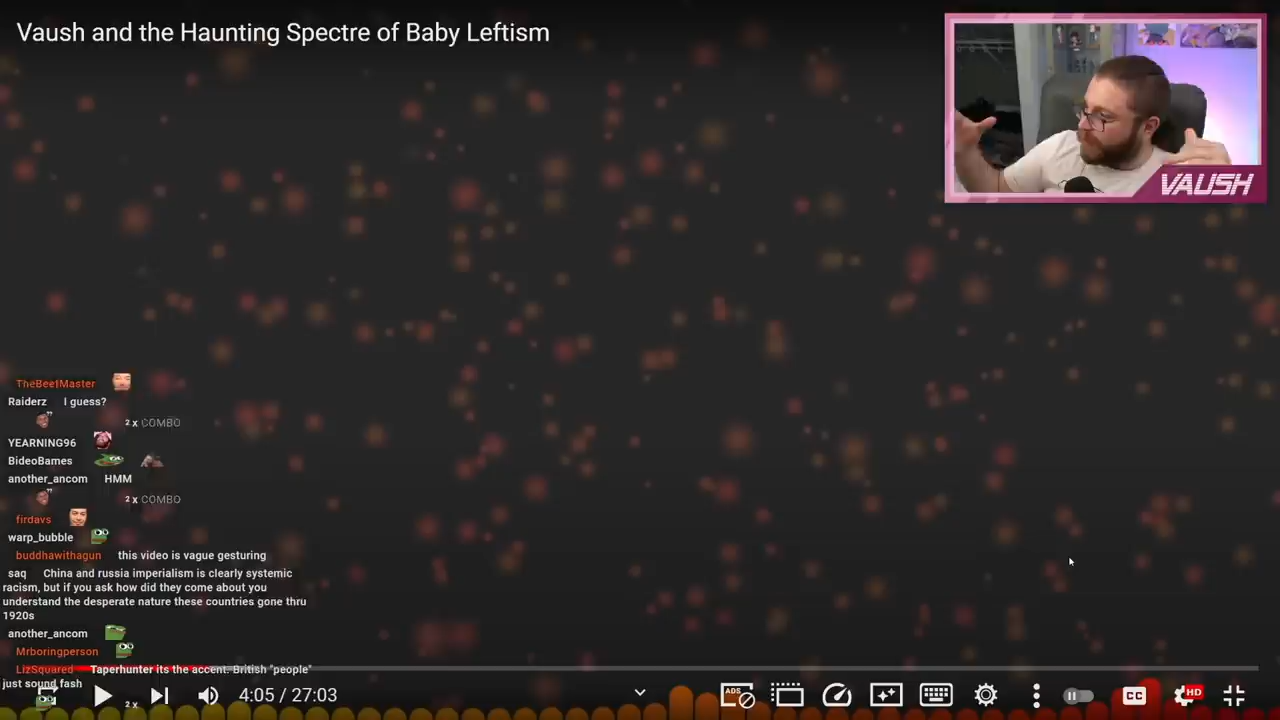 Vaush and the Haunting Spectre of Baby Leftism
VAUSH
TheBeetMaster
Raiderz I guess?
2 x COMBO
YEARNING96
BideoBames
another_ancom HMM
2 x COMBO
firdavs
warp_bubble
buddhawithagun this video is vague gesturing
saq China and russia imperialism is clearly systemic
racism, but if you ask how did they come about you
understand the desperate nature these countries gone thru
1920s
another_ancom
Mrboringperson
LizSquared Taperhunter its the accent. British "people"
just sound fash
2 x
4:05 / 27:03
ADS
CC
HD